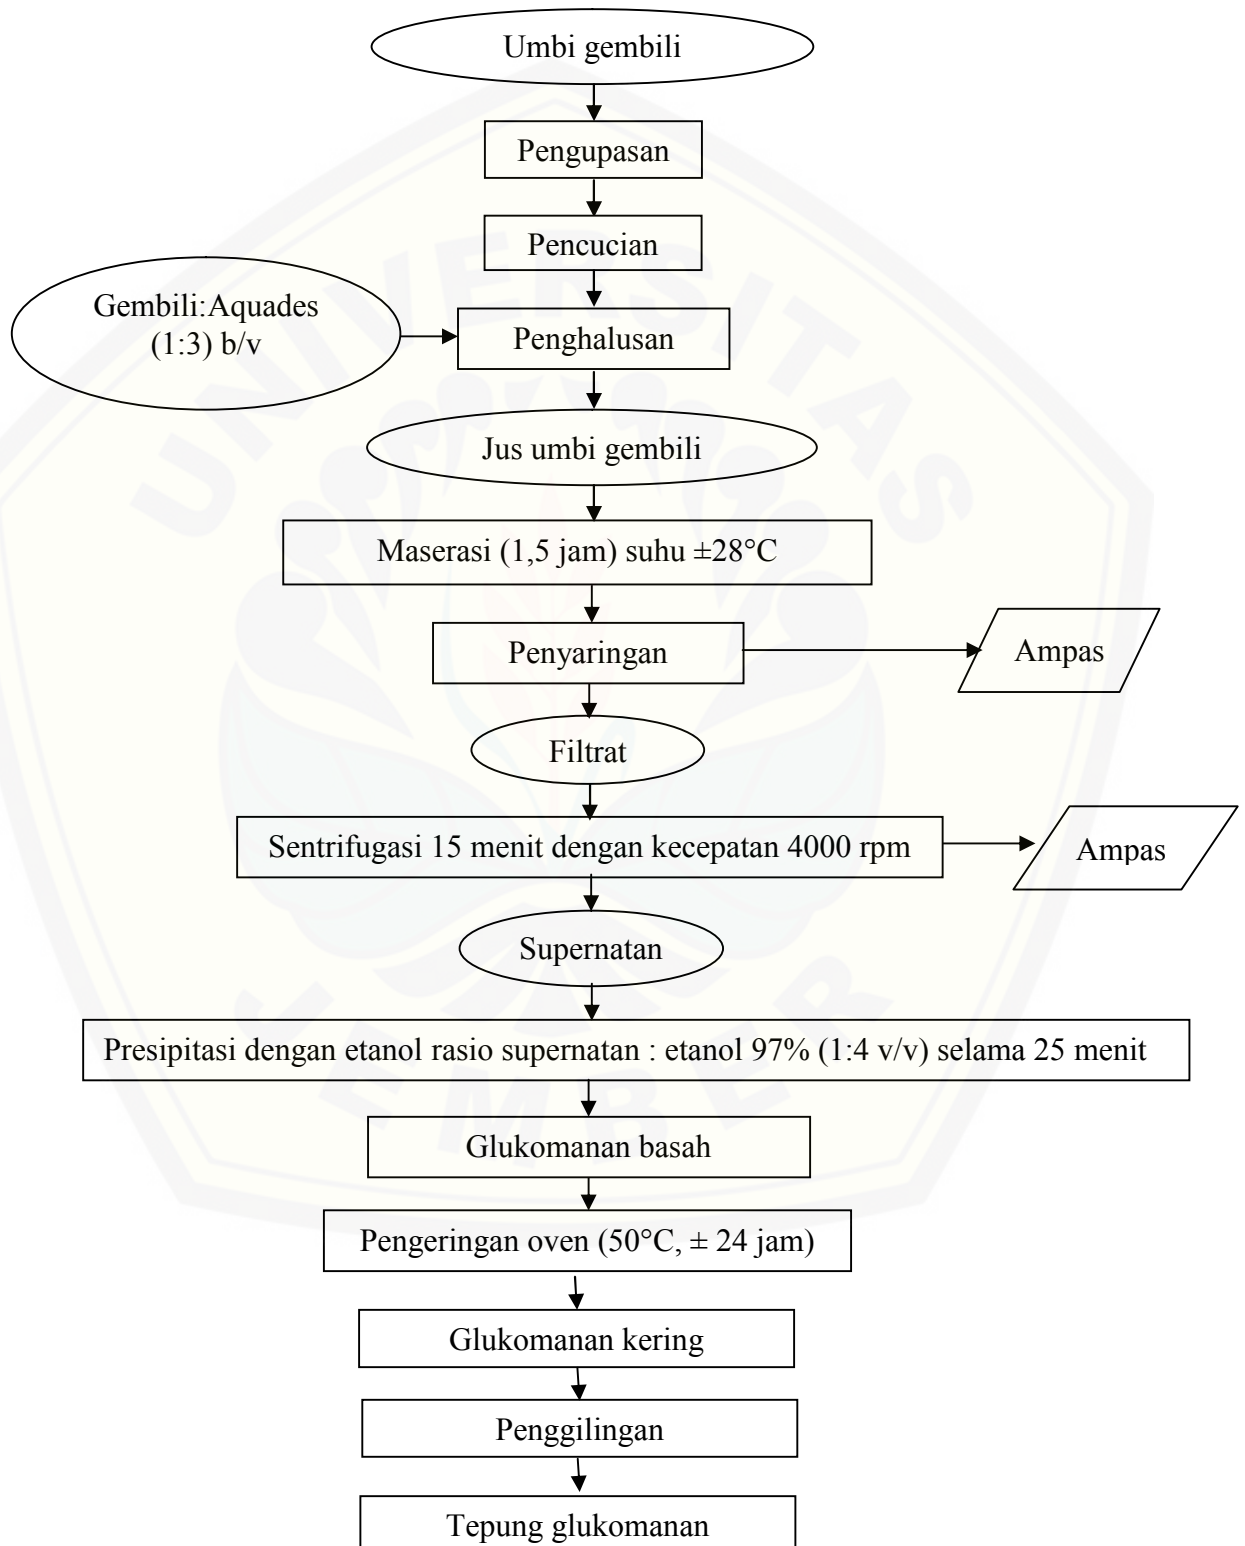 Umbi gembili
Pengupasan
Pencucian
Gembili:Aquades
(1:3) b/v
Penghalusan
Jus umbi gembili
Maserasi (1,5 jam) suhu ±28°C
Penyaringan
Ampas
Filtrat
Sentrifugasi 15 menit dengan kecepatan 4000 rpm
Ampas
Supernatan
Presipitasi dengan etanol rasio supernatan : etanol 97% (1:4 v/v) selama 25 menit
Glukomanan basah
Pengeringan oven (50°C, ± 24 jam)
Glukomanan kering
Penggilingan
Tepung glukomanan
UNIVERSITAS
JEMBER